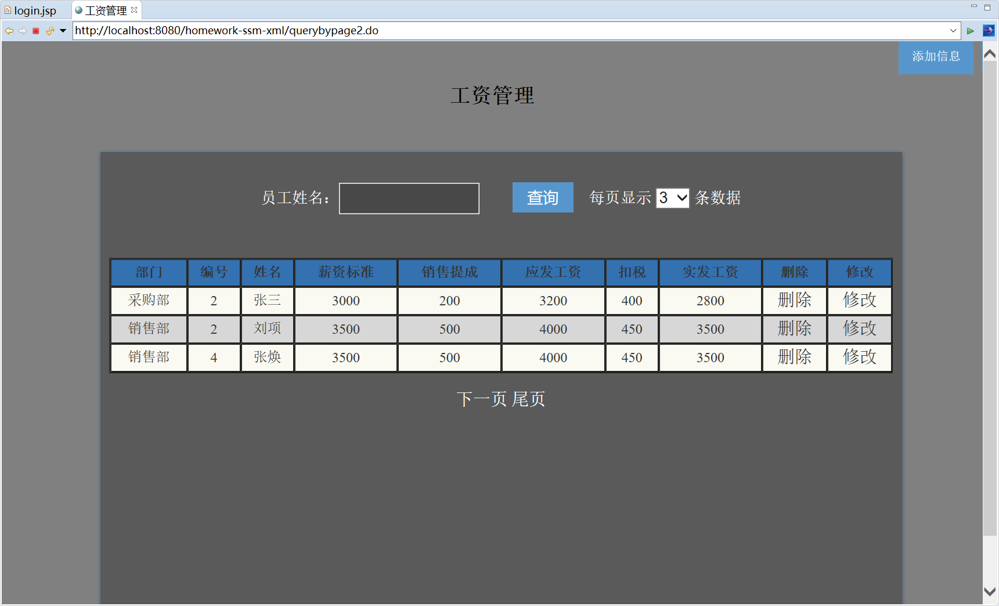 login.jsp 工资管理
http://localhost:8080/homework-ssm-xml/querybypage2.do
添加信息
工资管理
员工姓名： 查询 每页显示 3 条数据
部门 编号 姓名 薪资标准 销售提成 应发工资 扣税 实发工资 删除 修改
采购部 2 张三 3000 200 3200 400 2800 删除 修改
销售部 2 刘项 3500 500 4000 450 3500 删除 修改
销售部 4 张焕 3500 500 4000 450 3500 删除 修改
下一页 尾页